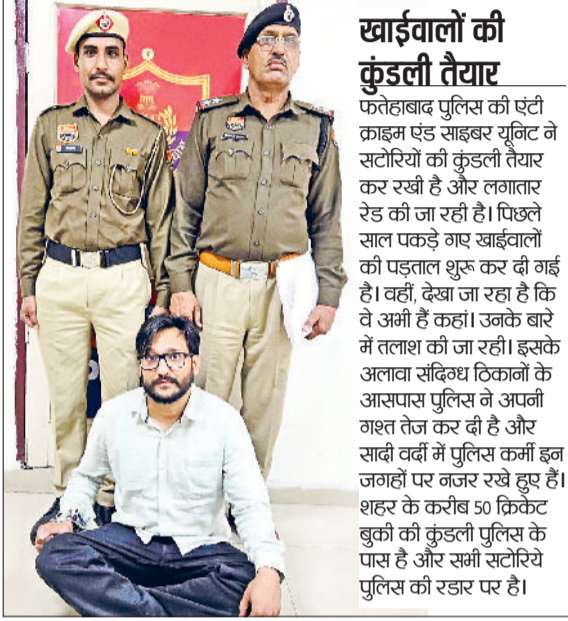 खाईवालों की
कुंडली तैयार
फतेहाबाद पुलिस की एंटी
क्राइम एंड साइबर यूनिट ने
सटोरियों की कुंडली तैयार
कर रखी है और लगातार
रेड की जा रही है। पिछले
साल पकड़े गए खाईवालों
की पड़ताल शुरू कर दी गई
है। वहीं, देखा जा रहा है कि
वे अभी हैं कहां। उनके बारे
में तलाश की जा रही। इसके
अलावा संदिग्ध ठिकानों के
आसपास पुलिस ने अपनी
गश्त तेज कर दी है और
सादी वर्दी में पुलिस कर्मी इन
जगहों पर नजर रखे हुए हैं।
शहर के करीब 50 क्रिकेट
बुकी की कुंडली पुलिस के
पास है और सभी सटोरिये
पुलिस की रडार पर है।